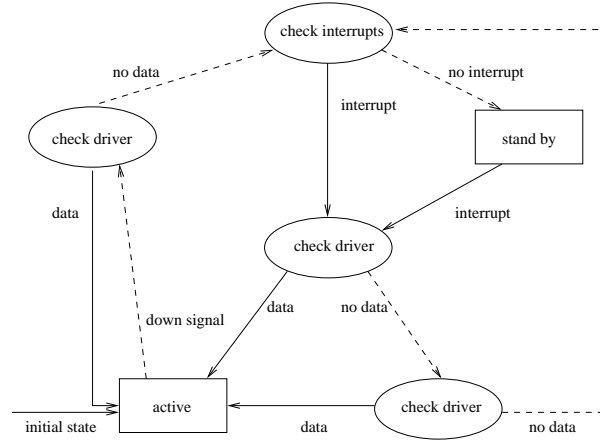 check interrupts
no data
no interrupt
interrupt
check driver
stand by
data
interrupt
check driver
data
no data
down signal
active
check driver
initial state
data
no data